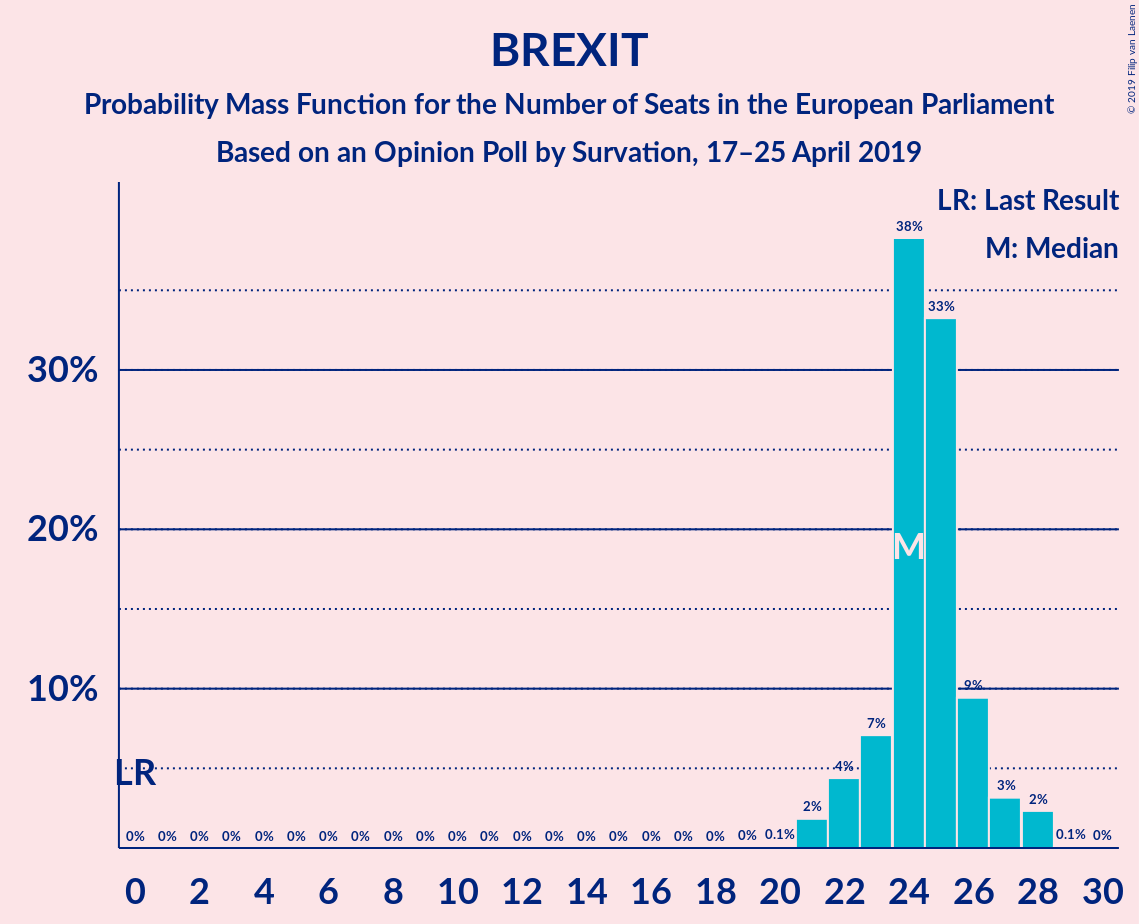 BREXIT
Probability Mass Function for the Number of Seats in the European Parliament
Based on an Opinion Poll by Survation, 17–25 April 2019
© 2019 Filip van Laenen
LR: Last Result
M: Median
38%
33%
30%
20%
M
10%
9%
7%
LR
4%
3%
2%
2%
0% 0% 0% 0% 0% 0% 0% 0% 0% 0% 0% 0% 0% 0% 0% 0% 0% 0% 0% 0% 0.1% 0.1% 0%
0 2 4 6 8 10 12 14 16 18 20 22 24 26 28 30